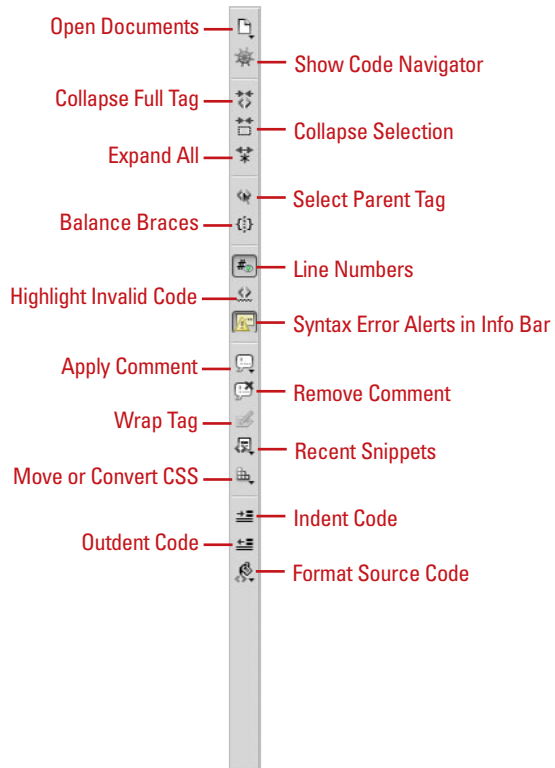 Open Documents
Show Code Navigator
Collapse Full Tag
Collapse Selection
Expand All
Select Parent Tag
Balance Braces
Line Numbers
Highlight Invalid Code
Syntax Error Alerts in Info Bar
Apply Comment
Remove Comment
Wrap Tag
Recent Snippets
Move or Convert CSS
Indent Code
Outdent Code
Format Source Code